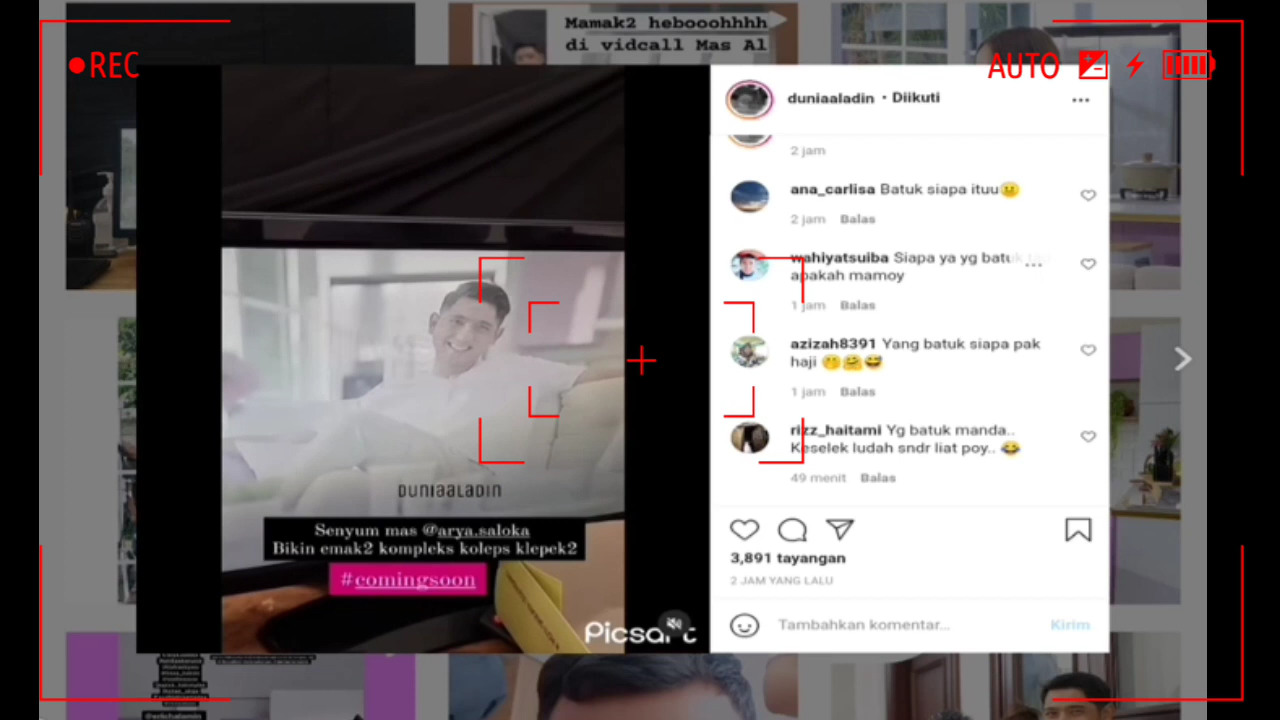 Mamak2 hebooohhhh
di vidcall Mas Al
REC
AUTO
duniaaladin • Diikuti
2 jam
ana_carlisa Batuk siapa ituu😐
2 jam Balas
wahiyatsuiba Siapa ya yg batuk
apakah mamoy
1 jam Balas
azizah8391 Yang batuk siapa pak
haji 🤭🤗😅
1 jam Balas
rizz_haitami Yg batuk manda..
Keselek ludah sndr liat poy.. 😂
49 menit Balas
DUNIAALADIN
Senyum mas @arya.saloka
Bikin emak2 kompleks koleps klepek2
#comingsoon
Picsart
3,891 tayangan
2 JAM YANG LALU
Tambahkan komentar...
Kirim